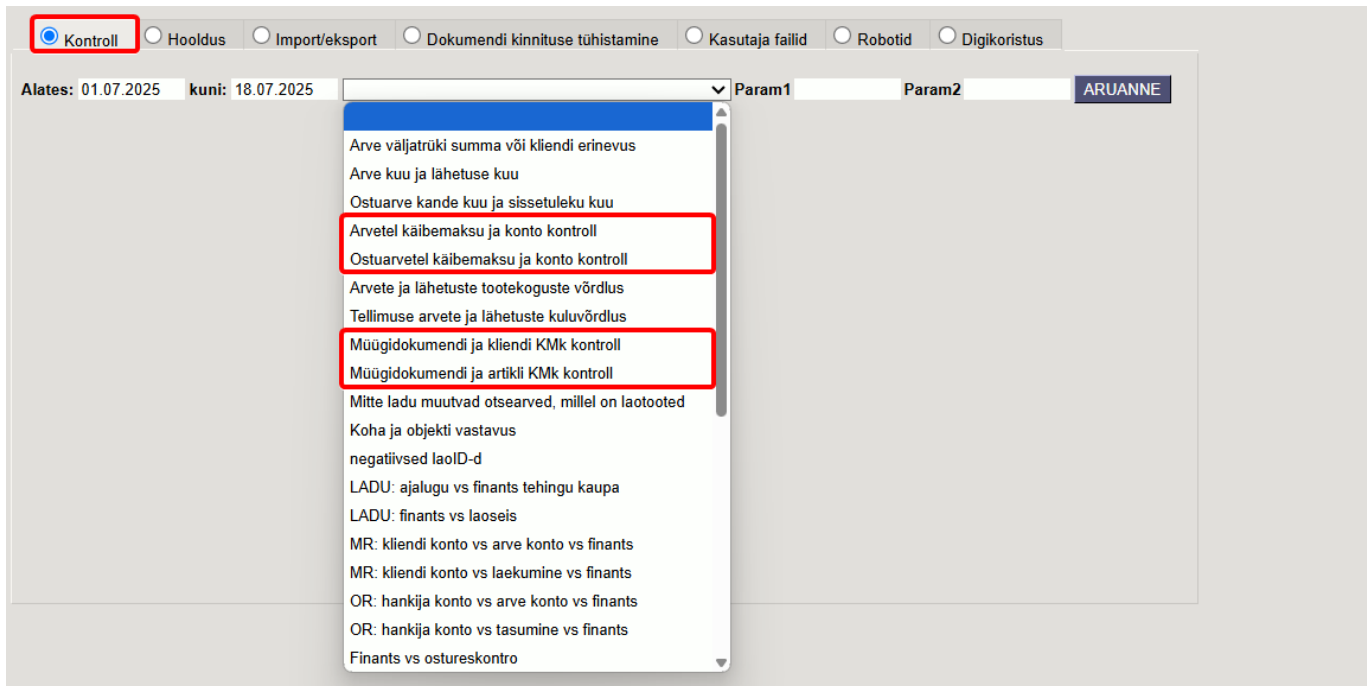 Kontroll Hooldus Import/eksport Dokumendi kinnituse tühistamine Kasutaja failid Robotid Digikoristus
Alates: 01.07.2025 kuni: 18.07.2025 Param1 Param2 ARUANNE
Arve väljatrüki summa või kliendi erinevus
Arve kuu ja lähetuse kuu
Ostuarve kande kuu ja sissetuleku kuu
Arvetel käibemaksu ja konto kontroll
Ostuarvetel käibemaksu ja konto kontroll
Arvete ja lähetuste tootekoguste võrdlus
Tellimuse arvete ja lähetuste kuluvõrdlus
Müügidokumendi ja kliendi KMk kontroll
Müügidokumendi ja artikli KMk kontroll
Mitte ladu muutvad otsearved, millel on laotooted
Koha ja objekti vastavus
negatiivsed laoID-d
LADU: ajalugu vs finants tehingu kaupa
LADU: finants vs laoseis
MR: kliendi konto vs arve konto vs finants
MR: kliendi konto vs laekumine vs finants
OR: hankija konto vs arve konto vs finants
OR: hankija konto vs tasumine vs finants
Finants vs ostureskontro